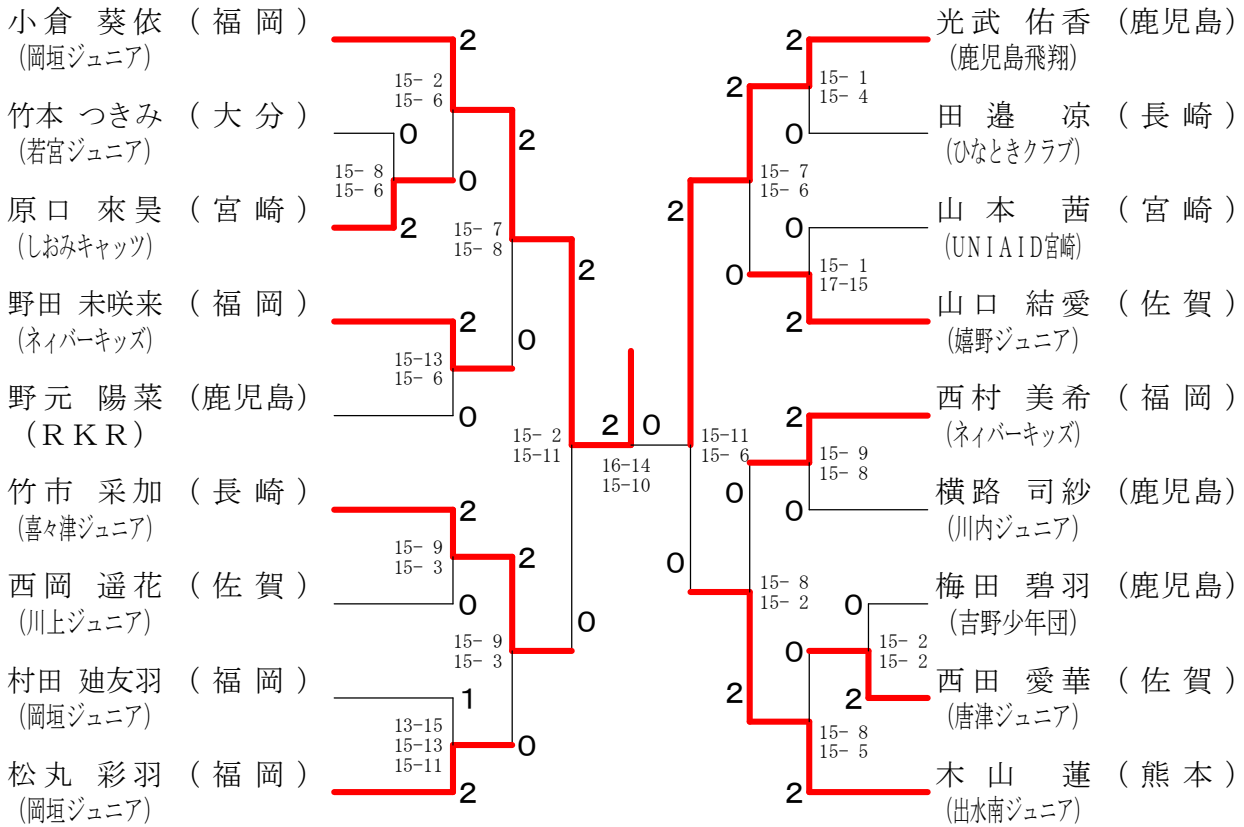 小倉 葵依 (福岡)
(岡垣ジュニア)
竹本 つきみ (大分)
(若宮ジュニア)
原口 來昊 (宮崎)
(しおみキャッツ)
野田 未咲来 (福岡)
(ネイバーキッズ)
野元 陽菜 (鹿児島)
(RKR)
竹市 采加 (長崎)
(喜々津ジュニア)
西岡 遥花 (佐賀)
(川上ジュニア)
村田 廸友羽 (福岡)
(岡垣ジュニア)
松丸 彩羽 (福岡)
(岡垣ジュニア)
2
15- 2
15- 6
0
15- 8
15- 6
0
2
2
15- 7
15- 8
2
15-13
15- 6
0
0
2
15- 2
15-11
2
15- 9
15- 3
0
2
15- 9
15- 3
0
1
13-15
15-13
15-11
2
0
2 0
16-14
15-10
2
15-11
15- 6
0
2
15- 7
15- 6
0
2
15- 1
15- 4
0
0
15- 1
17-15
2
2
15- 9
15- 8
0
0
15- 8
15- 2
2
0
15- 2
15- 2
2
0
15- 8
15- 5
2
光武 佑香 (鹿児島)
(鹿児島飛翔)
田邉 凉 (長崎)
(ひなときクラブ)
山本 茜 (宮崎)
(UNIAID宮崎)
山口 結愛 (佐賀)
(嬉野ジュニア)
西村 美希 (福岡)
(ネイバーキッズ)
横路 司紗 (鹿児島)
(川内ジュニア)
梅田 碧羽 (鹿児島)
(吉野少年団)
西田 愛華 (佐賀)
(唐津ジュニア)
木山 蓮 (熊本)
(出水南ジュニア)